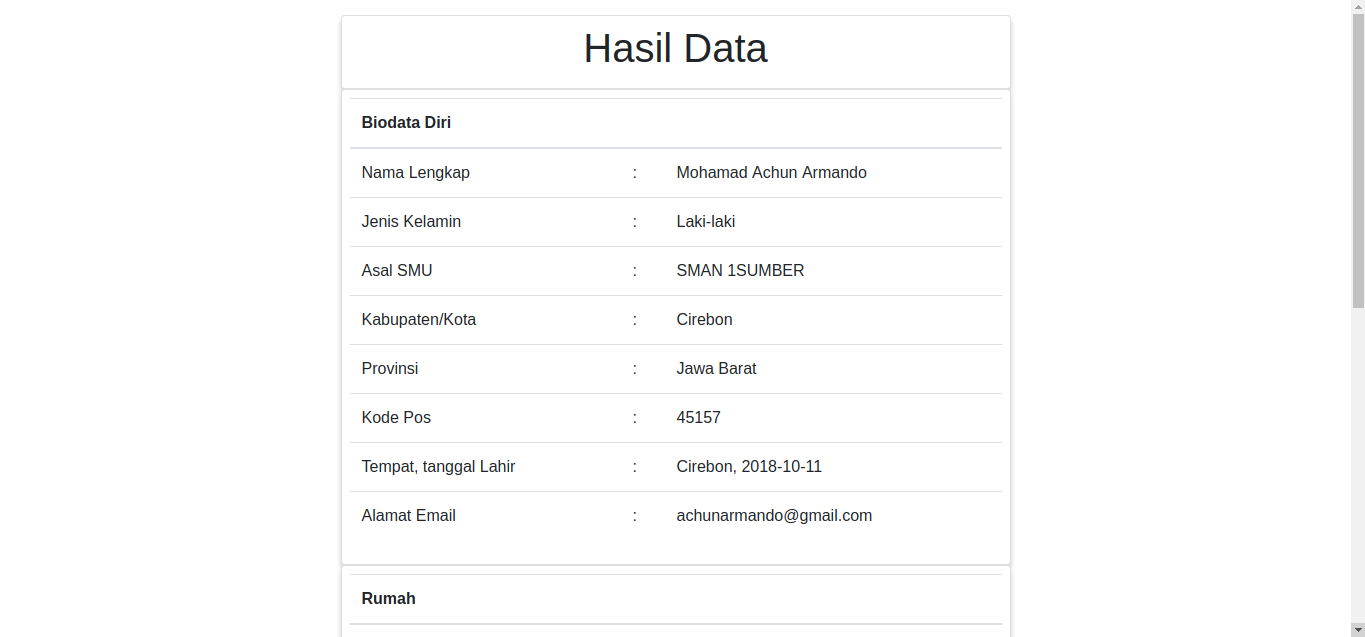 Hasil Data
Biodata Diri
Nama Lengkap : Mohamad Achun Armando
Jenis Kelamin : Laki-laki
Asal SMU : SMAN 1SUMBER
Kabupaten/Kota : Cirebon
Provinsi : Jawa Barat
Kode Pos : 45157
Tempat, tanggal Lahir : Cirebon, 2018-10-11
Alamat Email : achunarmando@gmail.com
Rumah